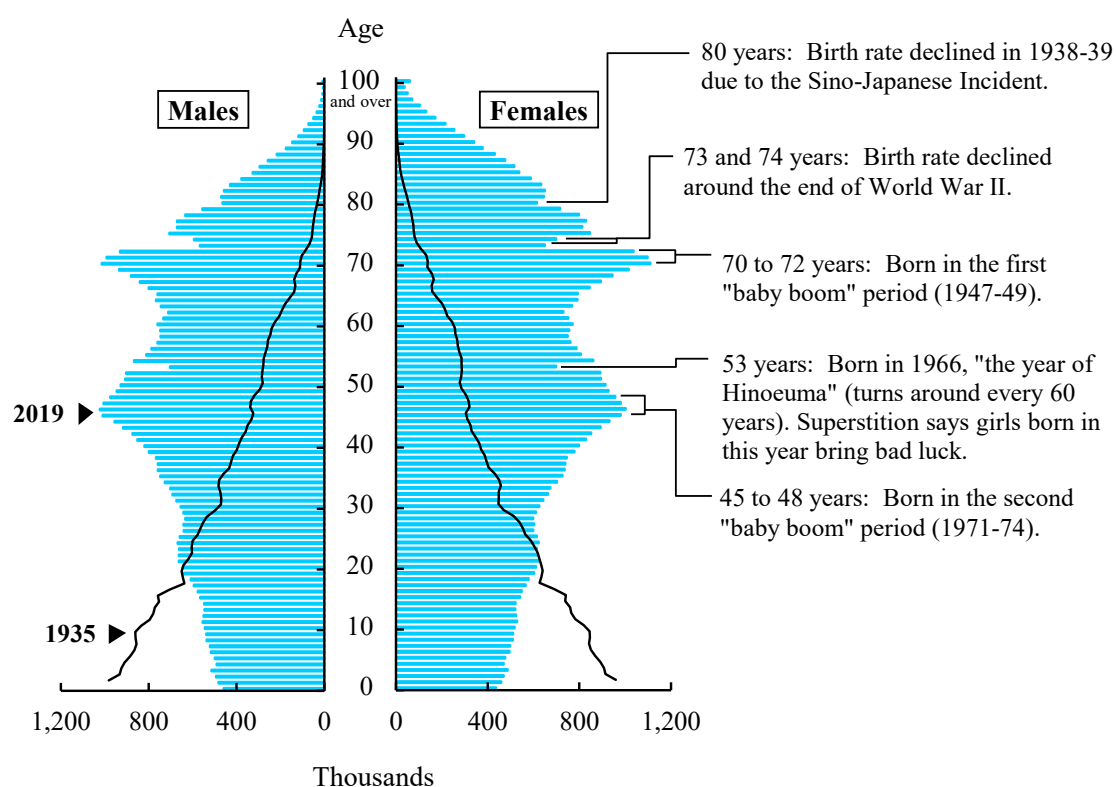 Age
Males
Females
100
and over
90
80
70
60
50
40
30
20
10
0
2019
1935
80 years: Birth rate declined in 1938-39
due to the Sino-Japanese Incident.
73 and 74 years: Birth rate declined
around the end of World War II.
70 to 72 years: Born in the first
"baby boom" period (1947-49).
53 years: Born in 1966, "the year of
Hinoeuma" (turns around every 60
years). Superstition says girls born in
this year bring bad luck.
45 to 48 years: Born in the second
"baby boom" period (1971-74).
1,200 800 400 0
0 400 800 1,200
Thousands